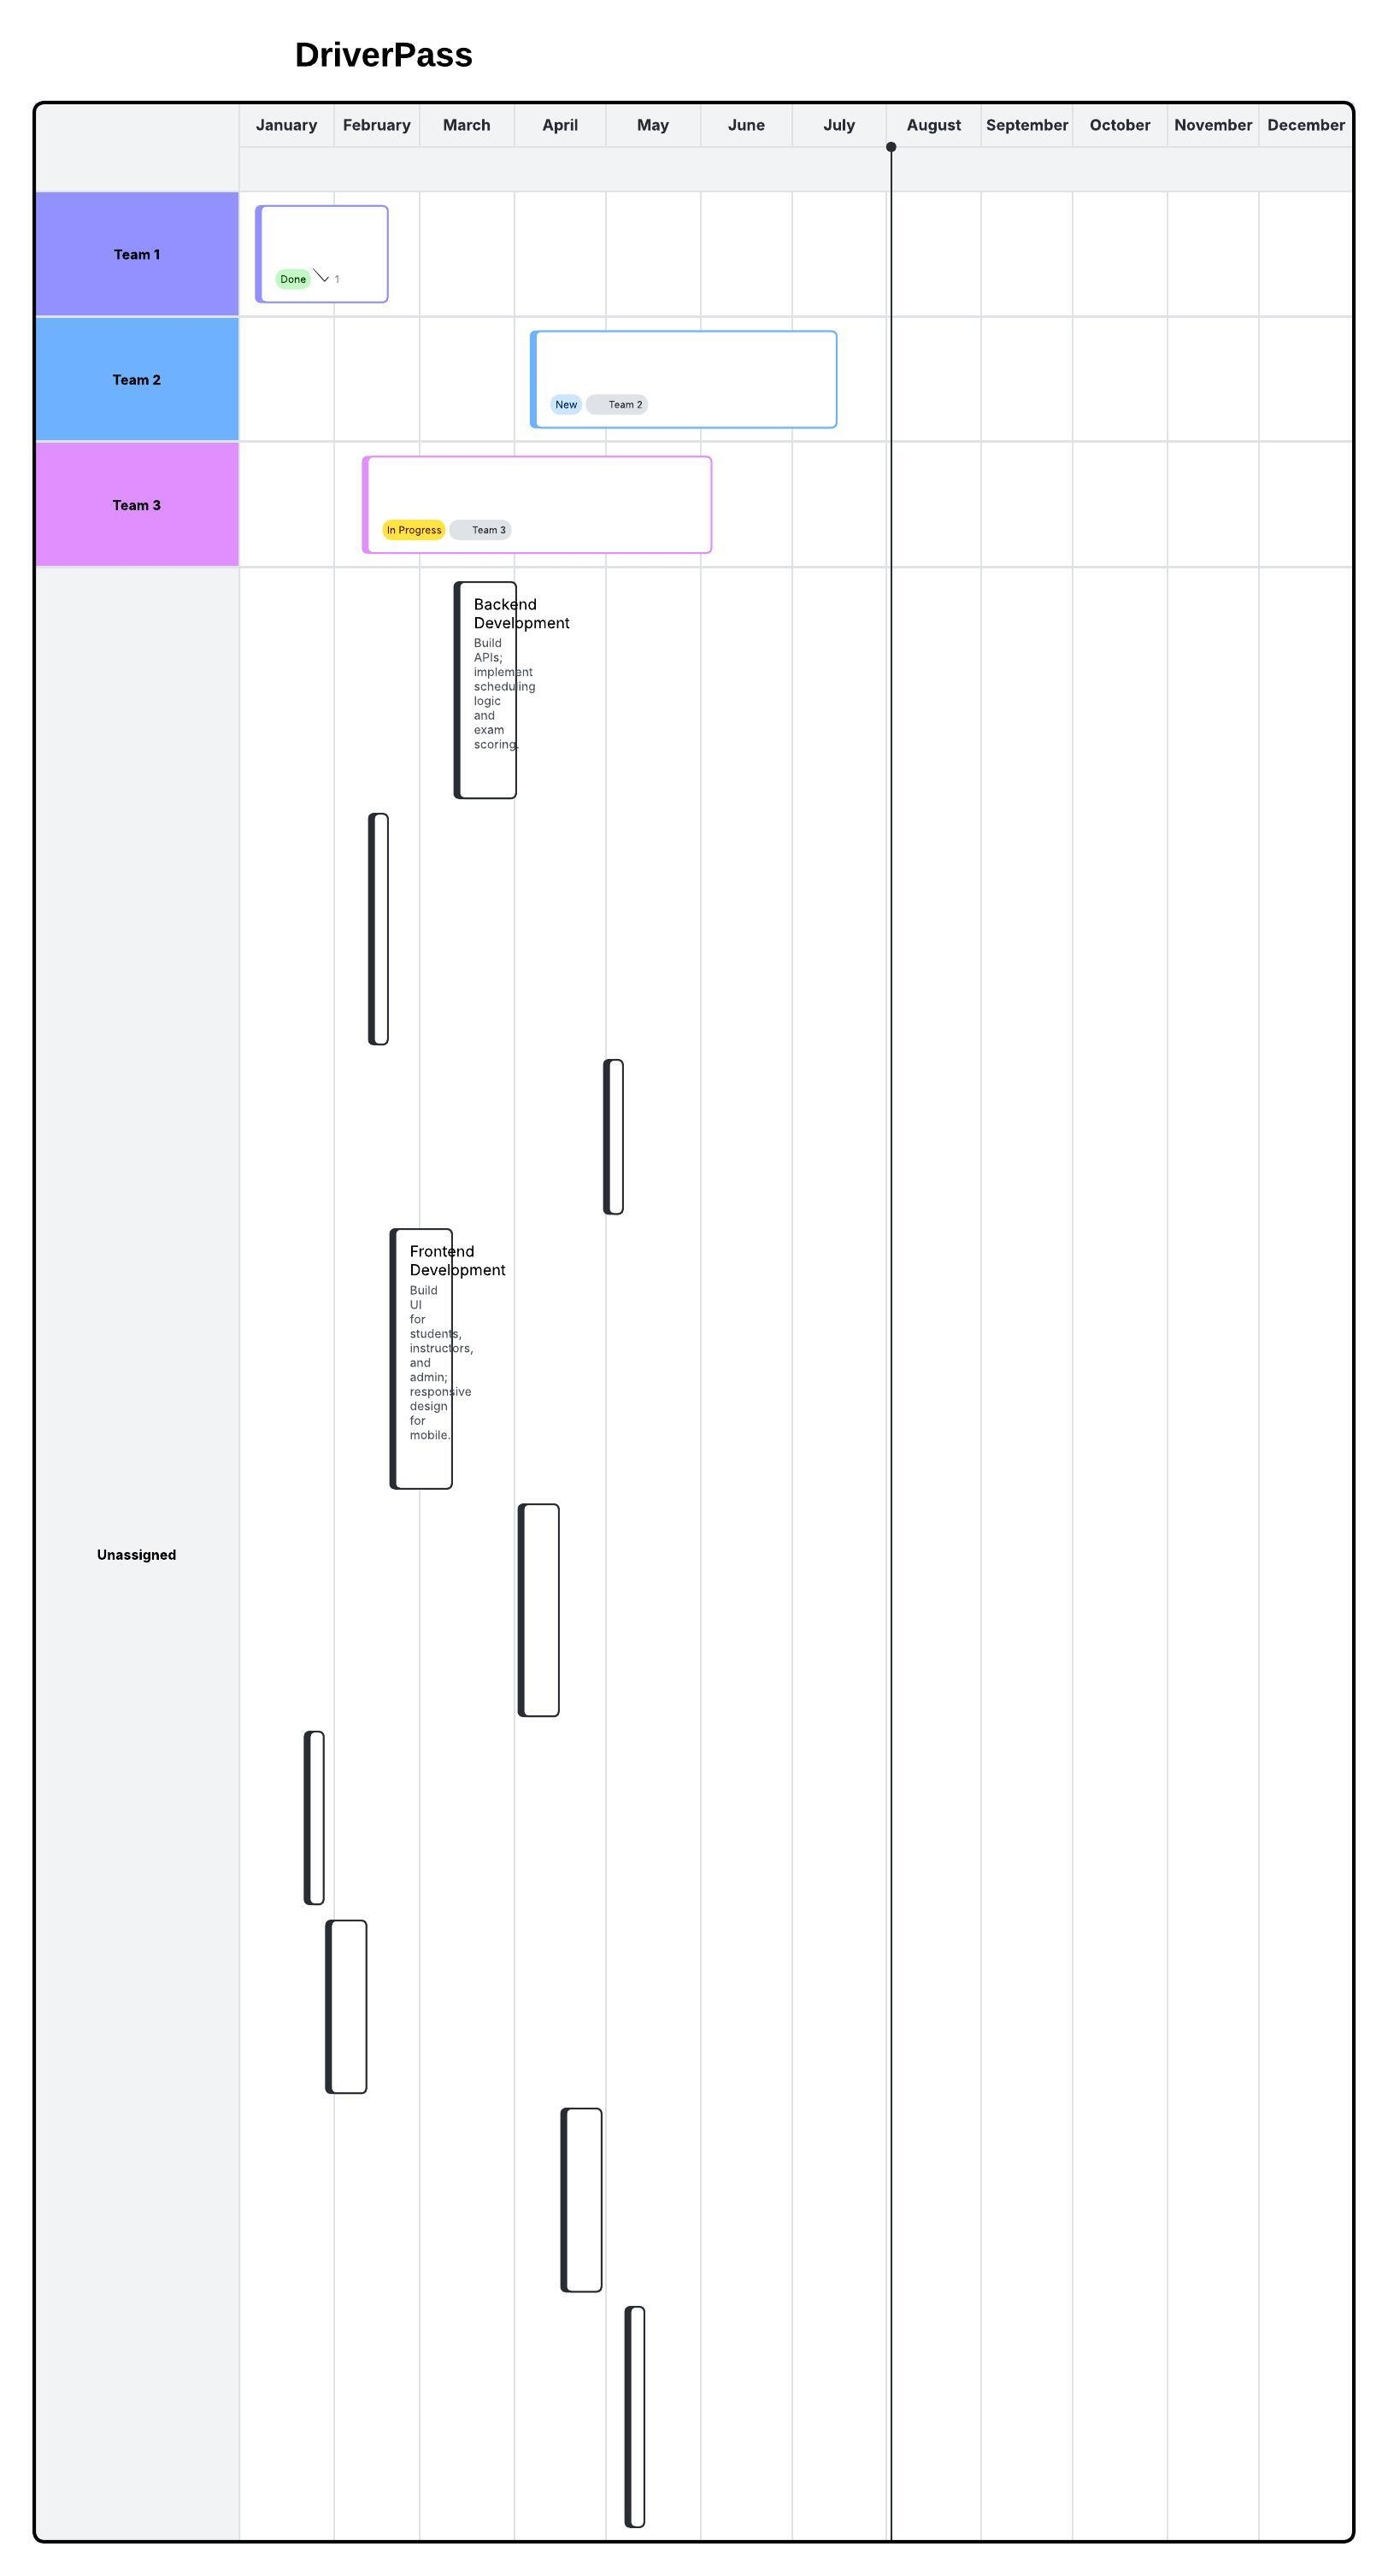 DriverPass
January February March April May June July August September October November December
Team 1
Done 1
Team 2
New Team 2
Team 3
In Progress Team 3
Unassigned
Backend
Development
Build
APIs;
implement
scheduling
logic
and
exam
scoring.
Frontend
Development
Build
UI
for
students,
instructors,
and
admin;
responsive
design
for
mobile.